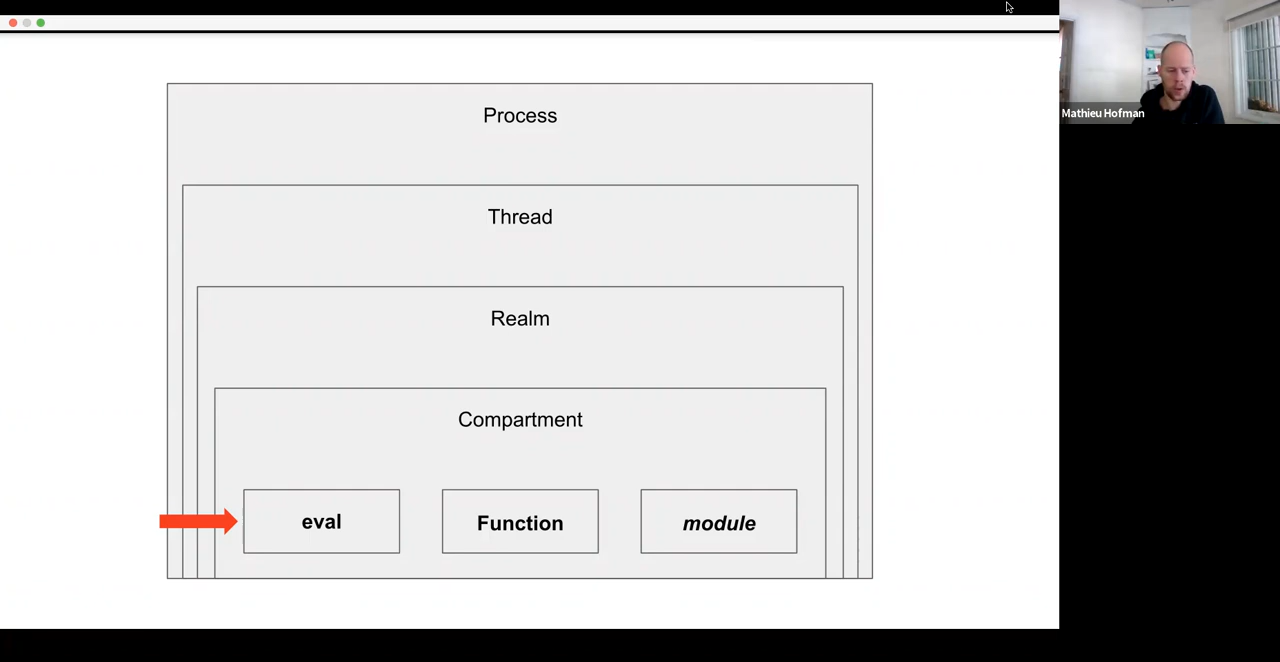 Process
Thread
Realm
Compartment
eval
Function
module
Mathieu Hofman